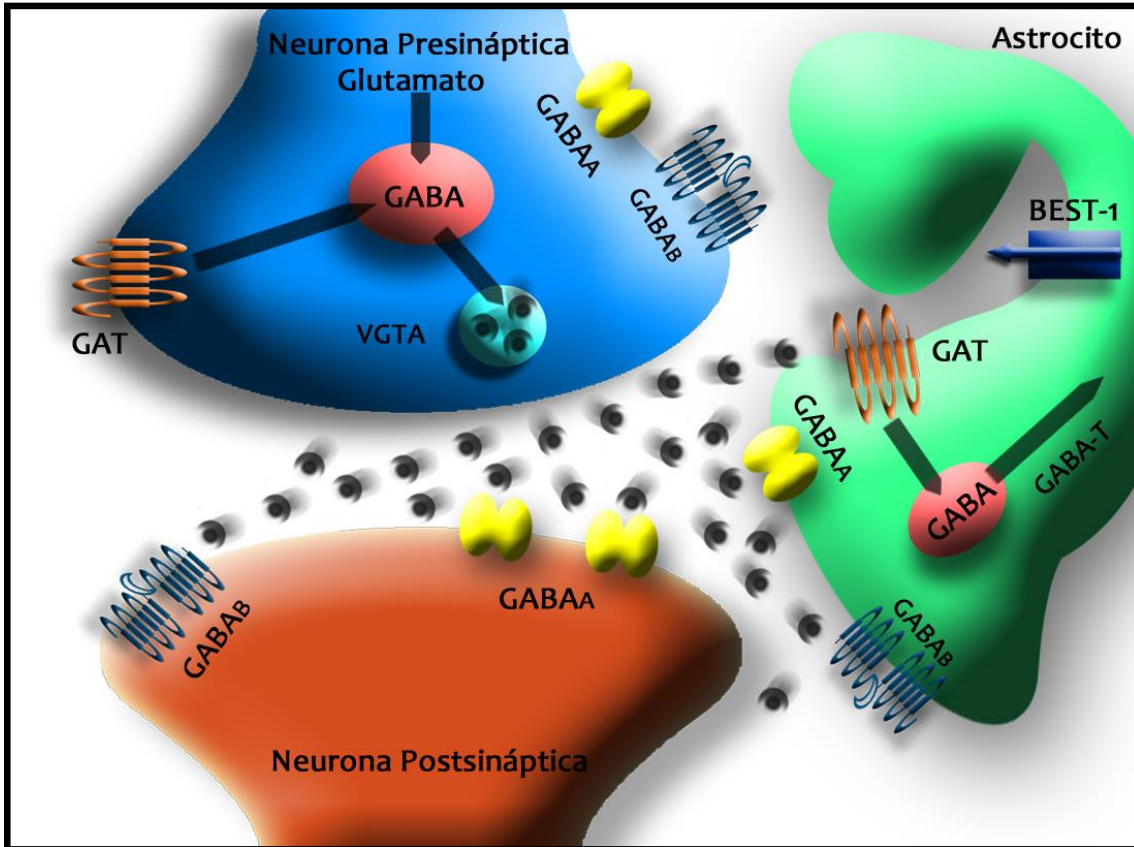 Neurona Presináptica
Glutamato
GABA
GAT
VGTA
GABAA
GABAB
Astrocito
BEST-1
GAT
GABAA
GABA
GABA-T
GABAB
GABAB
GABAA
Neurona Postsináptica